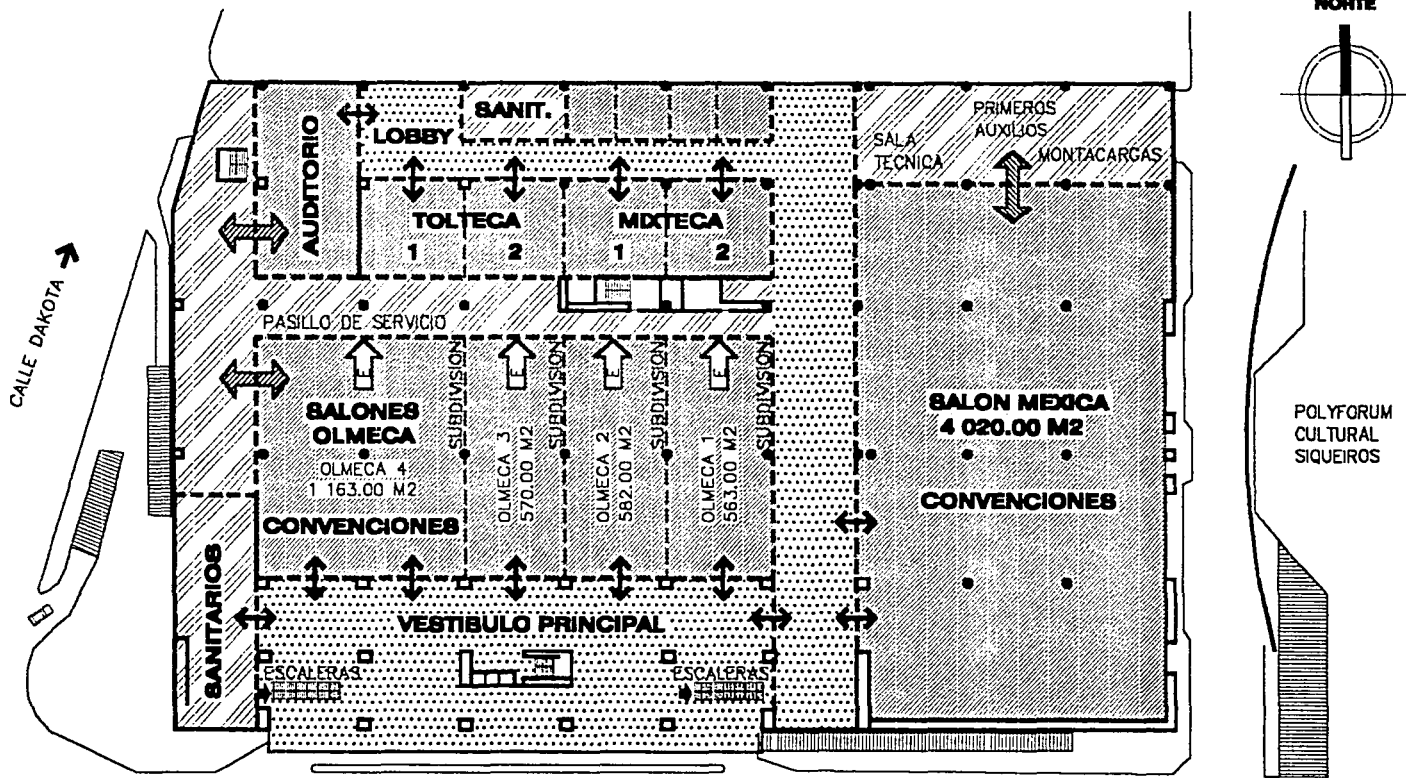 NORTE
SANIT.
LOBBY
AUDITORIO
PRIMEROS
AUXILIOS
SALA
TECNICA
MONTACARGAS
TOLTECA
1 2
MIXTECA
1 2
CALLE DAKOTA
PASILLO DE SERVICIO
E
E
E
E
SALONES
OLMECA
OLMECA 4
1 163.00 M2
CONVENCIONES
SUBDIVISION
OLMECA 3
570.00 M2
SUBDIVISION
OLMECA 2
582.00 M2
SUBDIVISION
OLMECA 1
563.00 M2
SUBDIVISION
SALON MEXICA
4 020.00 M2
CONVENCIONES
POLYFORUM
CULTURAL
SIQUEIROS
SANITARIOS
VESTIBULO PRINCIPAL
ESCALERAS
ESCALERAS